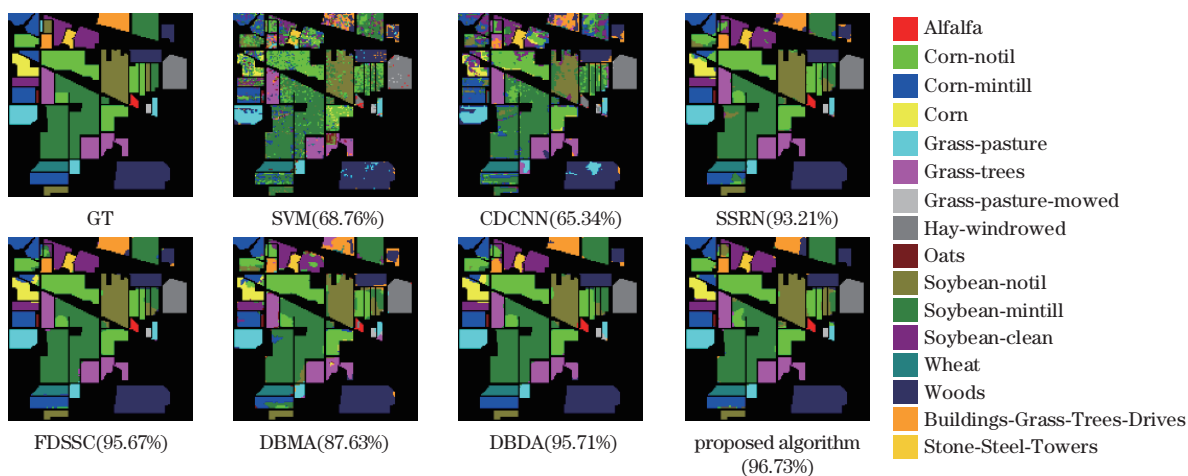 GT
SVM(68.76%)
CDCNN(65.34%)
SSRN(93.21%)
FDSSC(95.67%)
DBMA(87.63%)
DBDA(95.71%)
proposed algorithm
(96.73%)
Alfalfa
Corn-notil
Corn-mintill
Corn
Grass-pasture
Grass-trees
Grass-pasture-mowed
Hay-windrowed
Oats
Soybean-notil
Soybean-mintill
Soybean-clean
Wheat
Woods
Buildings-Grass-Trees-Drives
Stone-Steel-Towers